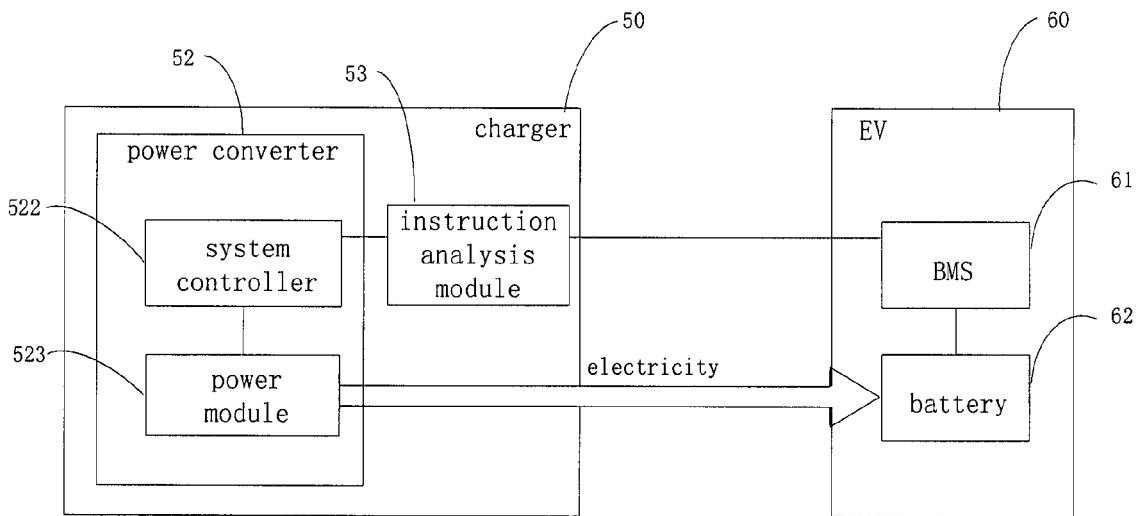 50
60
52
53
charger
EV
power converter
61
522
instruction
analysis
module
system
controller
BMS
62
523
electricity
power
module
battery